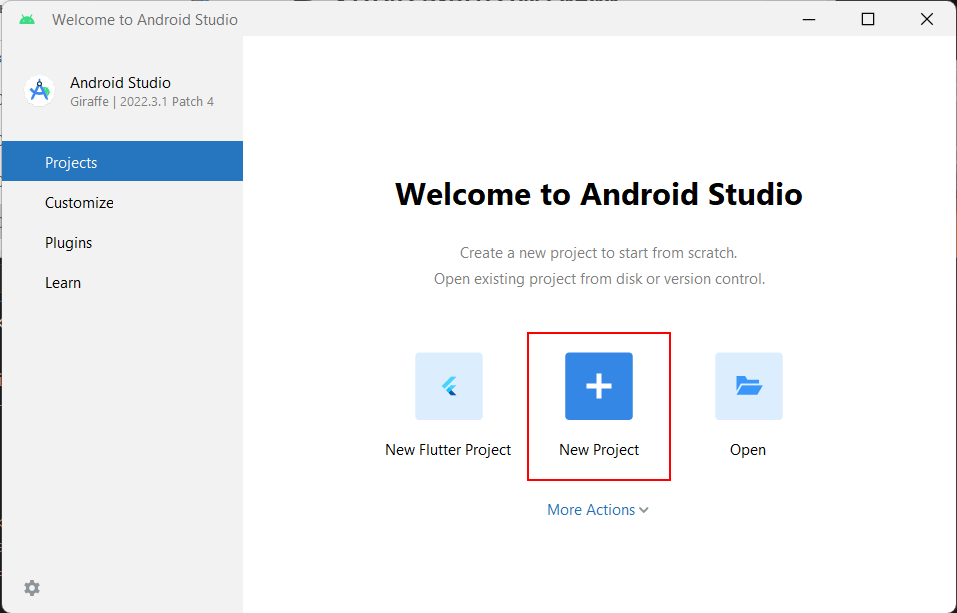 Welcome to Android Studio
Android Studio
Giraffe | 2022.3.1 Patch 4
Projects
Customize
Plugins
Learn
Welcome to Android Studio
Create a new project to start from scratch.
Open existing project from disk or version control.
New Flutter Project
New Project
Open
More Actions